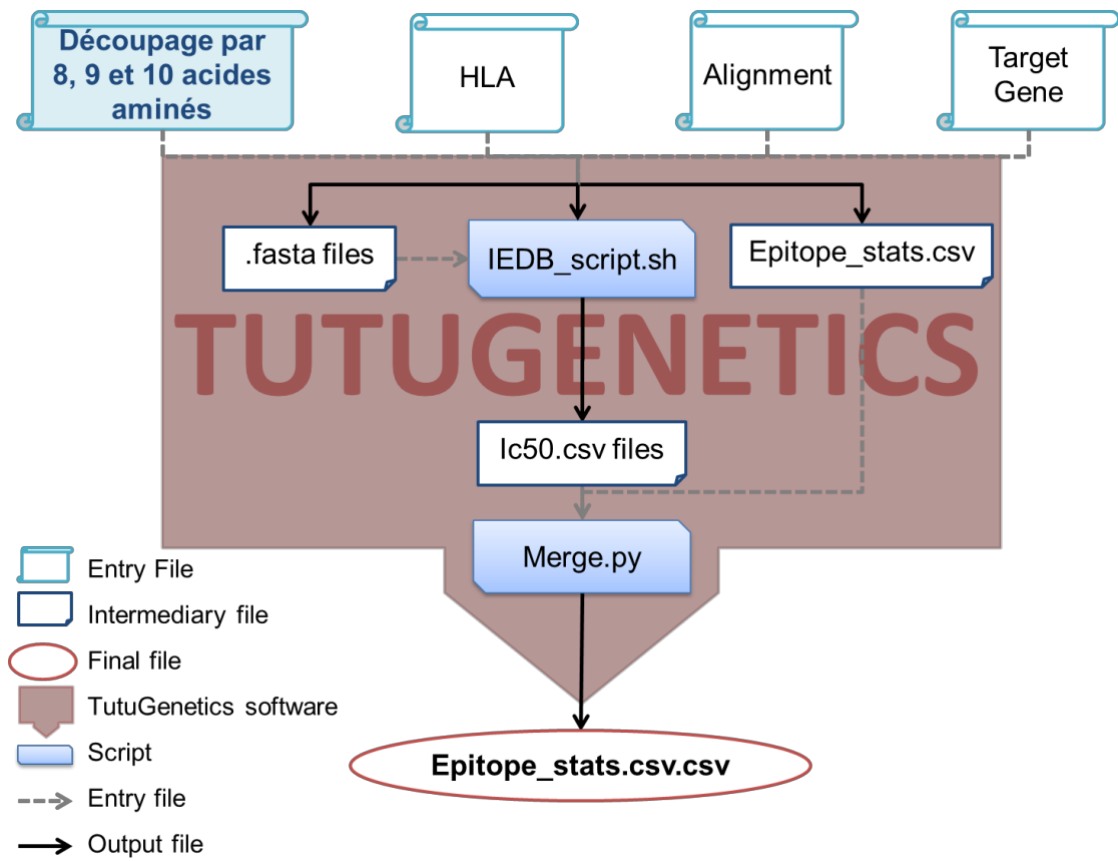 Découpage par
8, 9 et 10 acides
aminés
HLA
Alignment
Target
Gene
.fasta files
IEDB_script.sh
Epitope_stats.csv
TUTUGENETICS
Ic50.csv files
Merge.py
Entry File
Intermediary file
Final file
TutuGenetics software
Script
Entry file
Output file
Epitope_stats.csv.csv